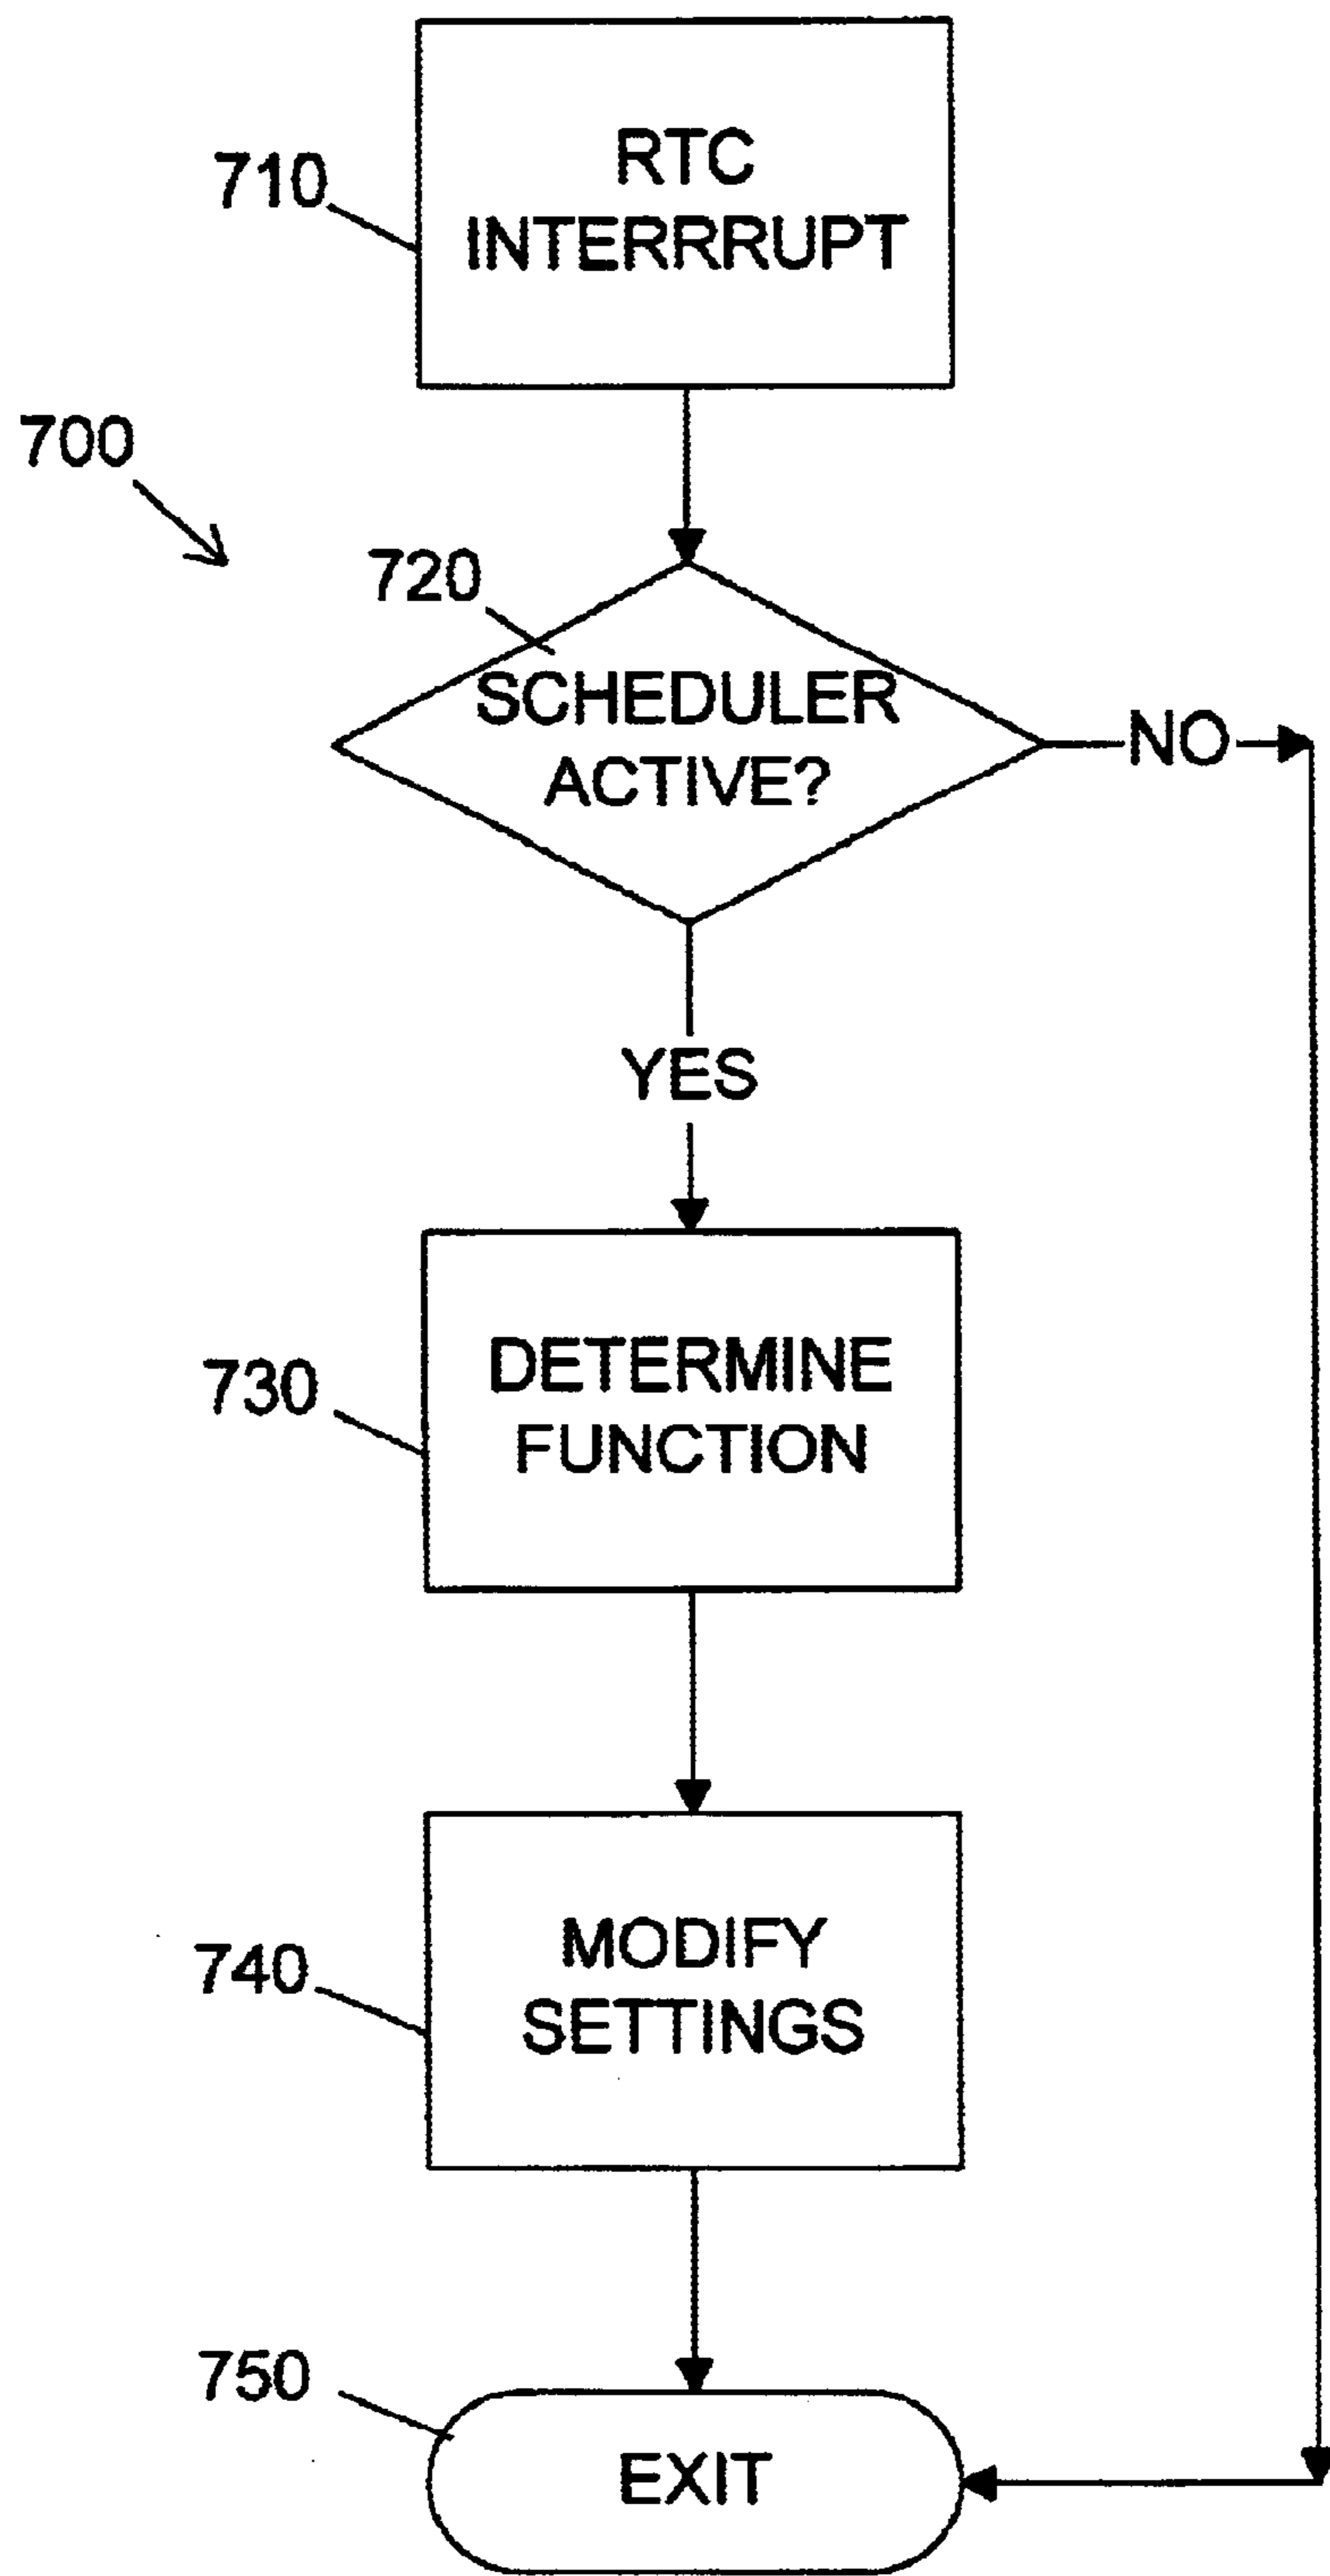 RTC
INTERRRUPT
710
700
720
SCHEDULER
ACTIVE?
NO
YES
DETERMINE
FUNCTION
730
MODIFY
SETTINGS
740
750
EXIT